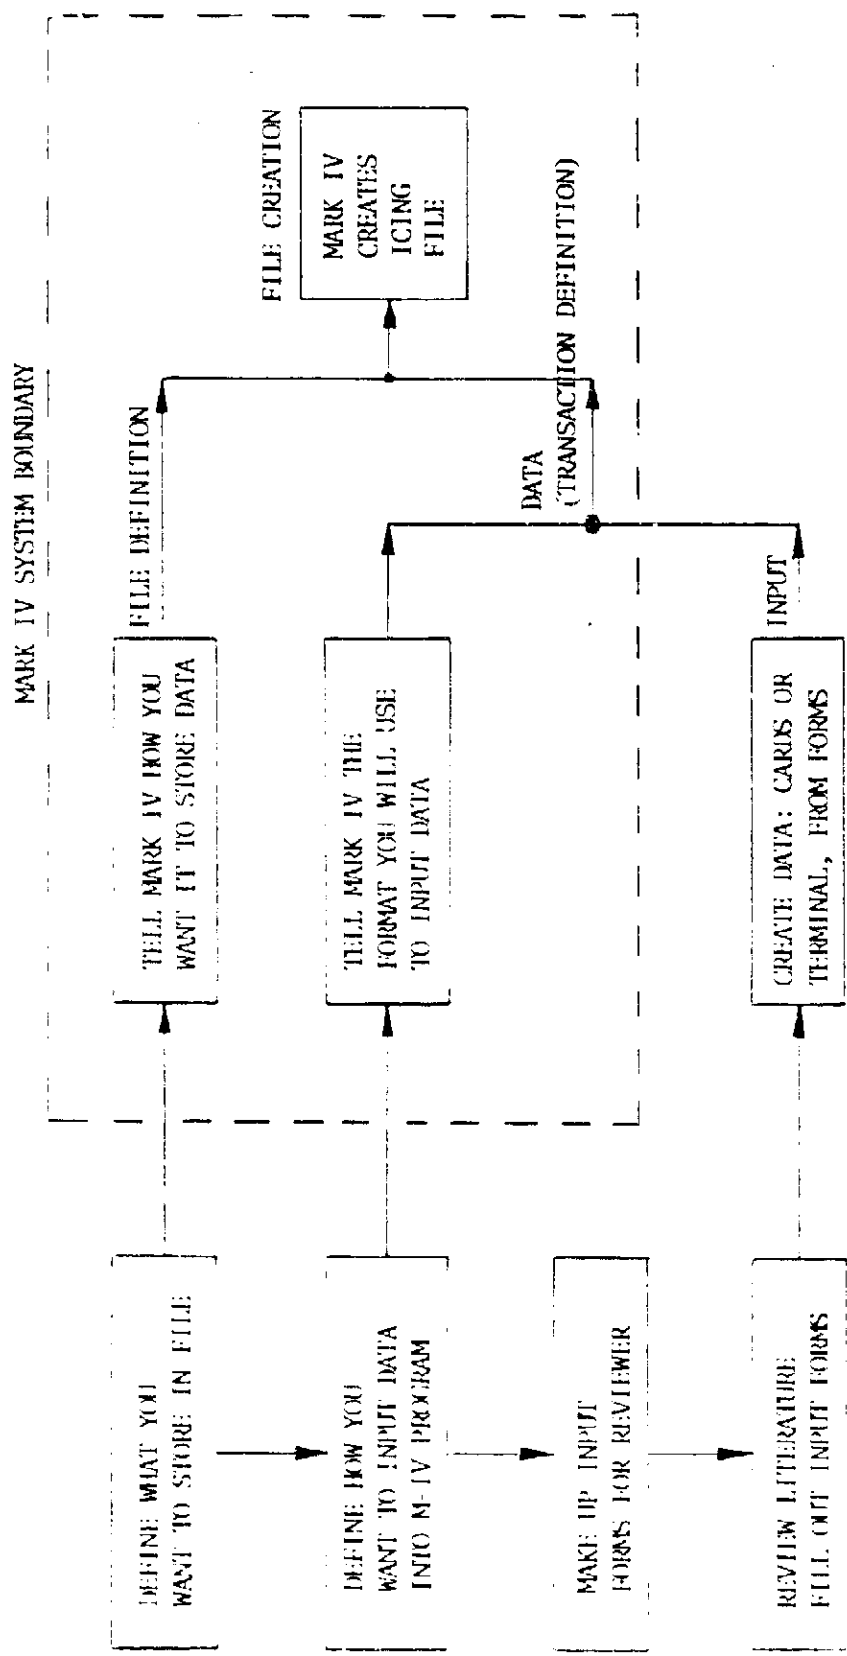 MARK IV SYSTEM BOUNDARY
DEFINE WHAT YOU
WANT TO STORE IN FILE
TELL MARK IV HOW YOU
WANT IT TO STORE DATA
FILE DEFINITION
FILE CREATION
MARK IV
CREATES
ICING
FILE
DEFINE HOW YOU
WANT TO INPUT DATA
INTO M-IV PROGRAM
TELL MARK IV THE
FORMAT YOU WILL USE
TO INPUT DATA
DATA
(TRANSACTION DEFINITION)
MAKE UP INPUT
FORMS FOR REVIEWER
REVIEW LITERATURE
FILL OUT INPUT FORMS
CREATE DATA: CARDS OR
TERMINAL, FROM FORMS
INPUT